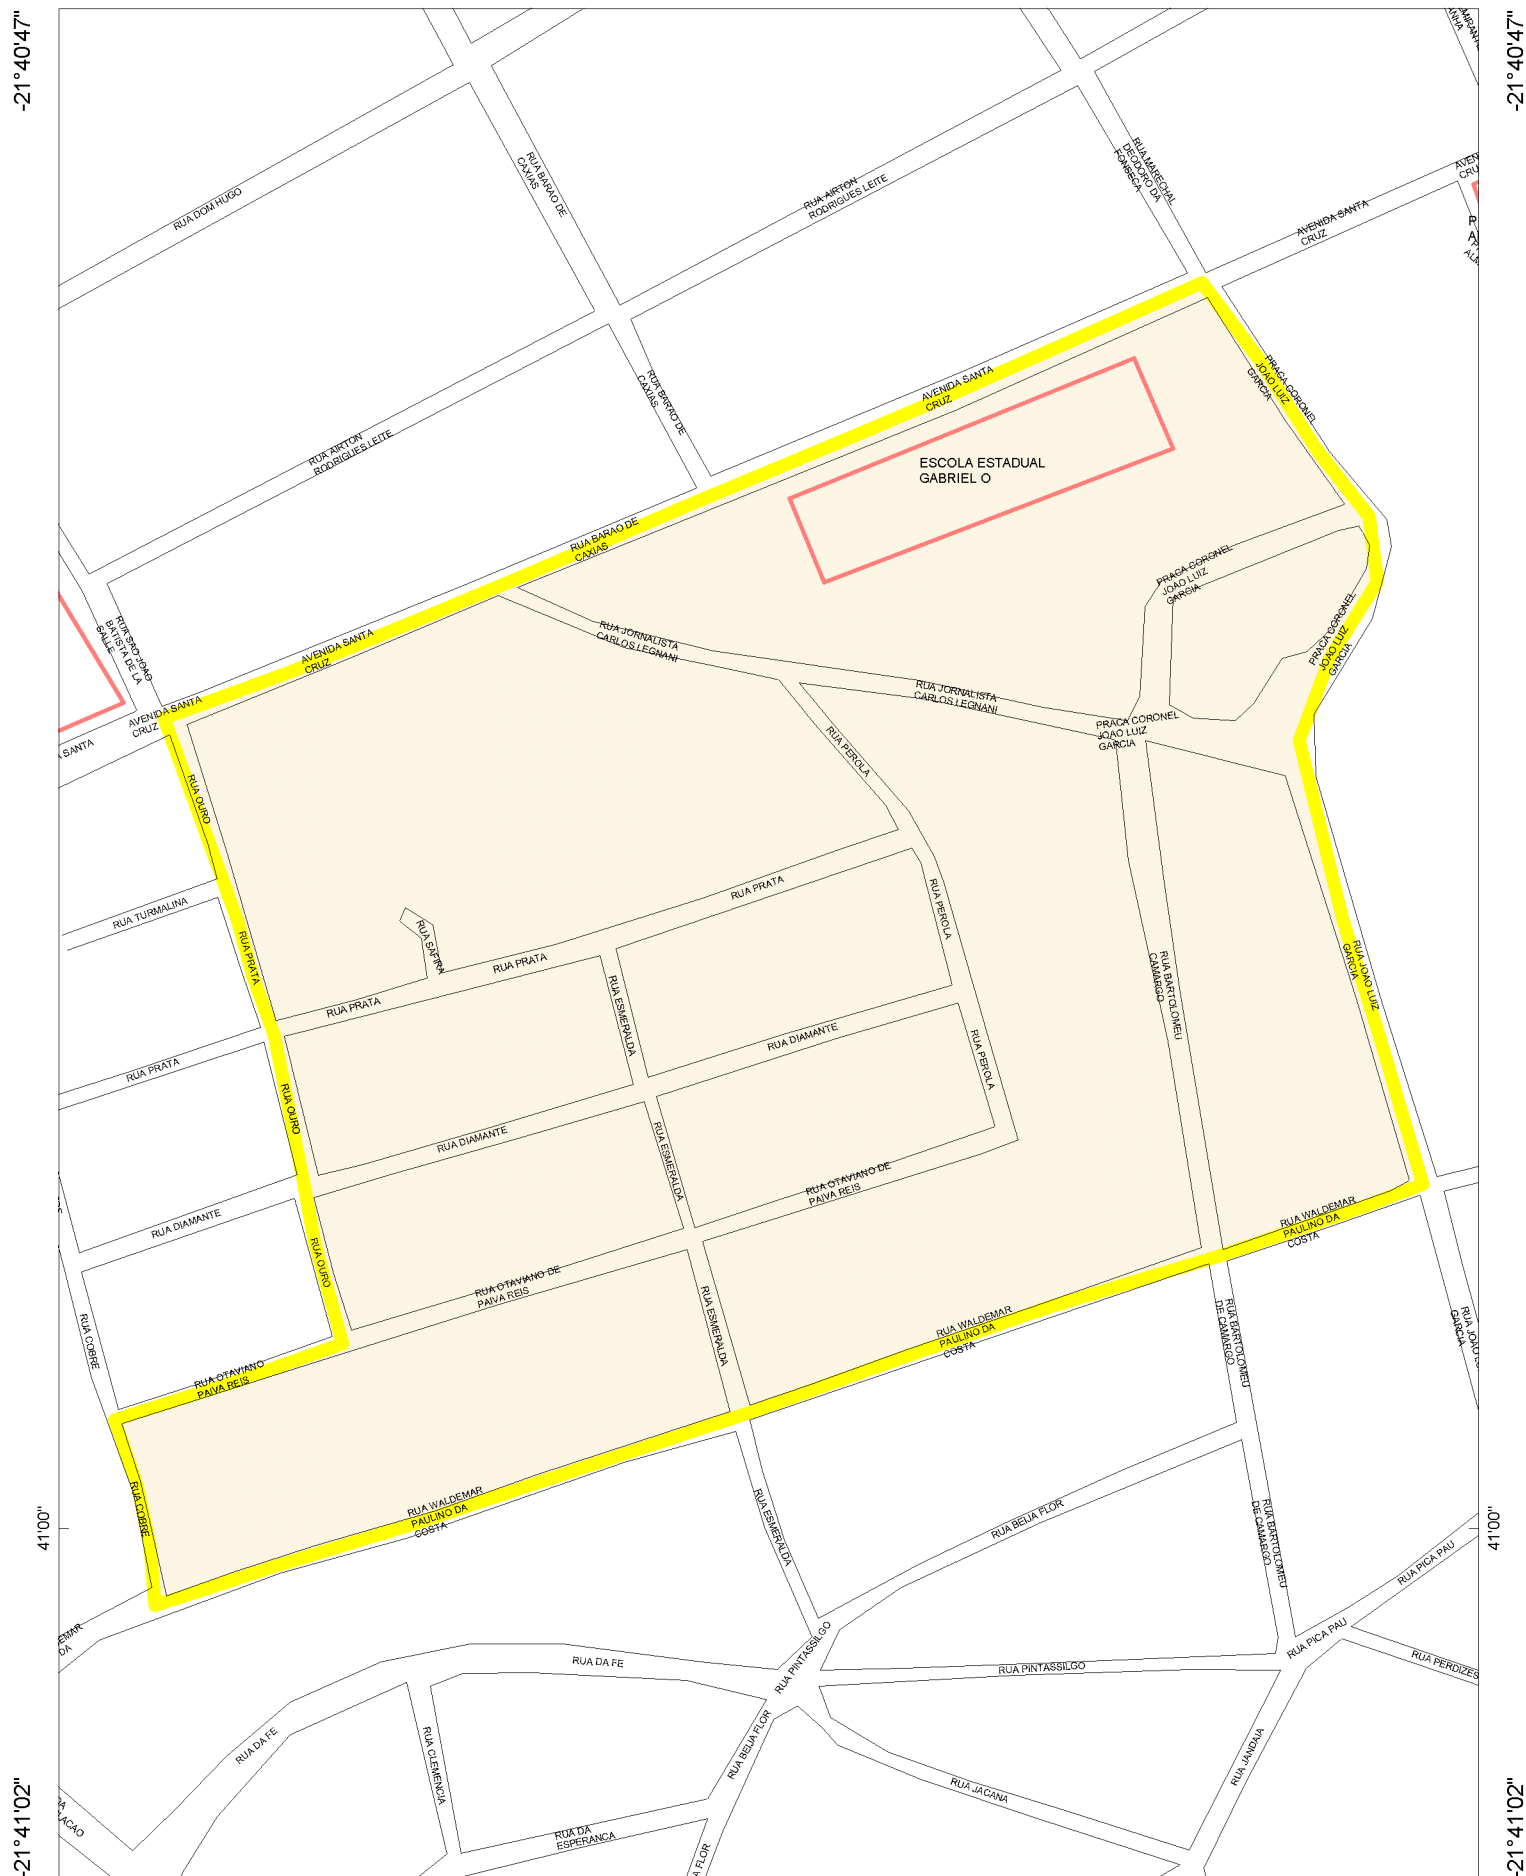 -21°40'47"
-21°40'47"
RUA DOM HUGO
RUA BARAO DE
CAXIAS
RUA AIRTON
RODRIGUES LEITE
RUA MARECHAL
DEODORO DA
FONSECA
AVENIDA SANTA
CRUZ
AVEN
CRU
RUA AIRTON
RODRIGUES LEITE
RUA BARAO DE
CAXIAS
AVENIDA SANTA
CRUZ
PRACA CORONEL
JOAO LUIZ
GARCIA
ESCOLA ESTADUAL
GABRIEL O
RUA BARAO DE
CAXIAS
PRACA CORONEL
JOAO LUIZ
GARCIA
PRACA CORONEL
JOAO LUIZ
GARCIA
RUA SAO JOAO
BATISTA DE LA
SALLE
AVENIDA SANTA
CRUZ
RUA JORNALISTA
CARLOS LEGNANI
RUA JORNALISTA
CARLOS LEGNANI
PRACA CORONEL
JOAO LUIZ
GARCIA
AVENIDA SANTA
CRUZ
A SANTA
RUA OURO
RUA PEROLA
RUA TURMALINA
RUA PRATA
RUA SAFIRA
RUA PRATA
RUA PRATA
RUA PEROLA
RUA PRATA
RUA ESMERALDA
RUA BARTOLOMEU
CAMARGO
RUA JOAO LUIZ
GARCIA
RUA PRATA
RUA OURO
RUA DIAMANTE
RUA PEROLA
RUA DIAMANTE
RUA ESMERALDA
RUA OTAVIANO DE
PAIVA REIS
RUA DIAMANTE
RUA OURO
RUA OTAVIANO DE
PAIVA REIS
RUA WALDEMAR
PAULINO DA
COSTA
RUA COBRE
RUA OTAVIANO
PAIVA REIS
RUA ESMERALDA
RUA WALDEMAR
PAULINO DA
COSTA
RUA BARTOLOMEU
DE CAMARGO
GARCIA
RUA COBRE
RUA WALDEMAR
PAULINO DA
COSTA
RUA ESMERALDA
RUA BEIJA FLOR
RUA BARTOLOMEU
DE CAMARGO
41'00"
41'00"
RUA PICA PAU
EMAR
DA
RUA DA FE
RUA PINTASSILGO
RUA PINTASSILGO
RUA PICA PAU
RUA PERDIZES
RUA DA FE
RUA CLEMENCIA
RUA BEIJA FLOR
RUA JACANA
RUA JANDAIA
RUA DA
ESPERANCA
A FLOR
DA
LACAO
-21°41'02"
-21°41'02"